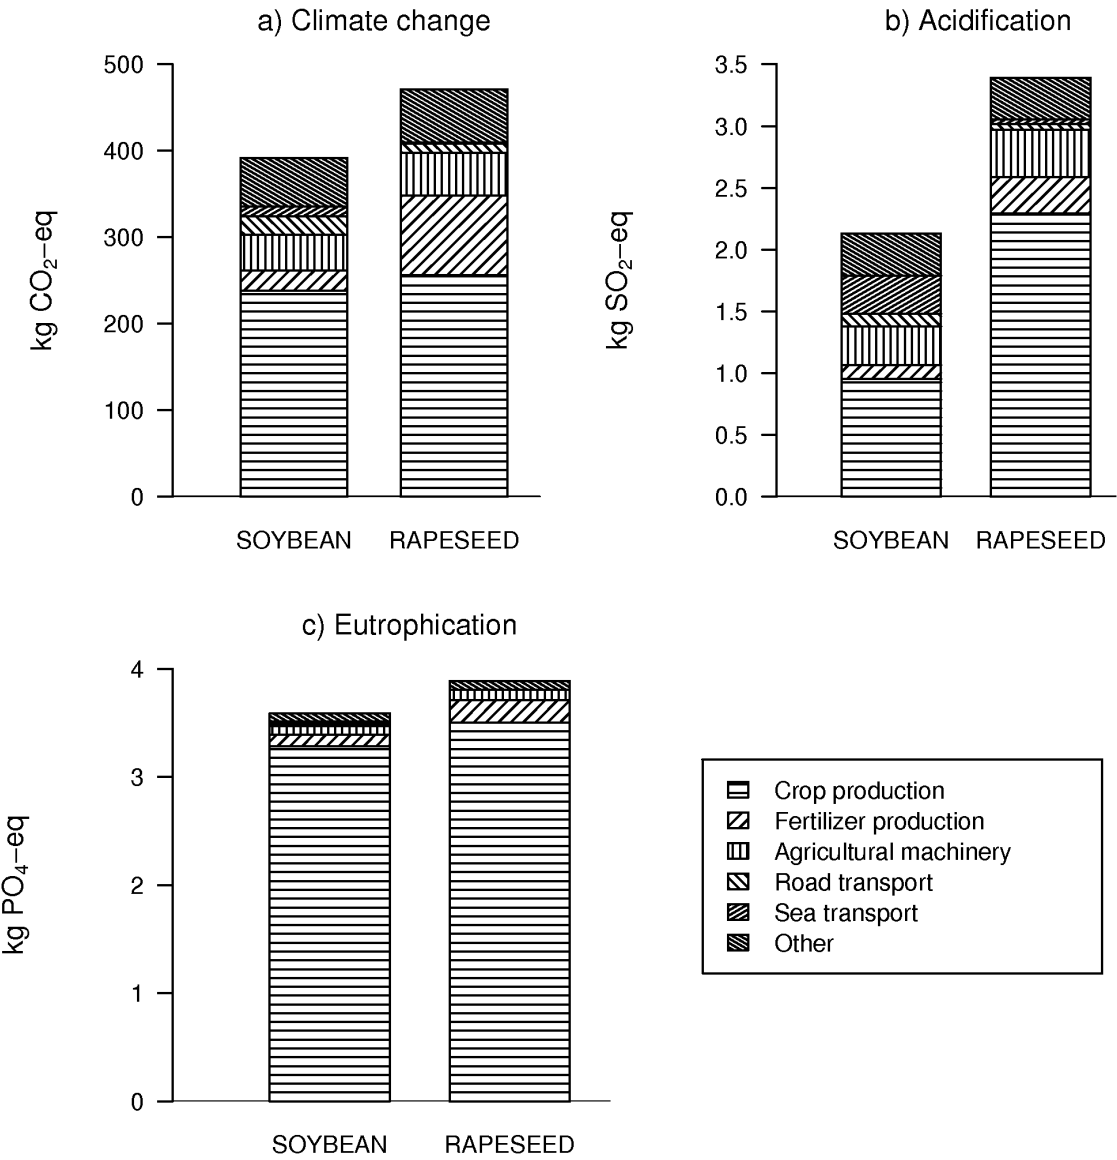 a) Climate change
500
400
300
200
100
0
kg CO₂−eq
SOYBEAN RAPESEED
b) Acidification
3.5
3.0
2.5
2.0
1.5
1.0
0.5
0.0
kg SO₂−eq
SOYBEAN RAPESEED
c) Eutrophication
4
3
2
1
0
kg PO₄−eq
SOYBEAN RAPESEED
Crop production
Fertilizer production
Agricultural machinery
Road transport
Sea transport
Other